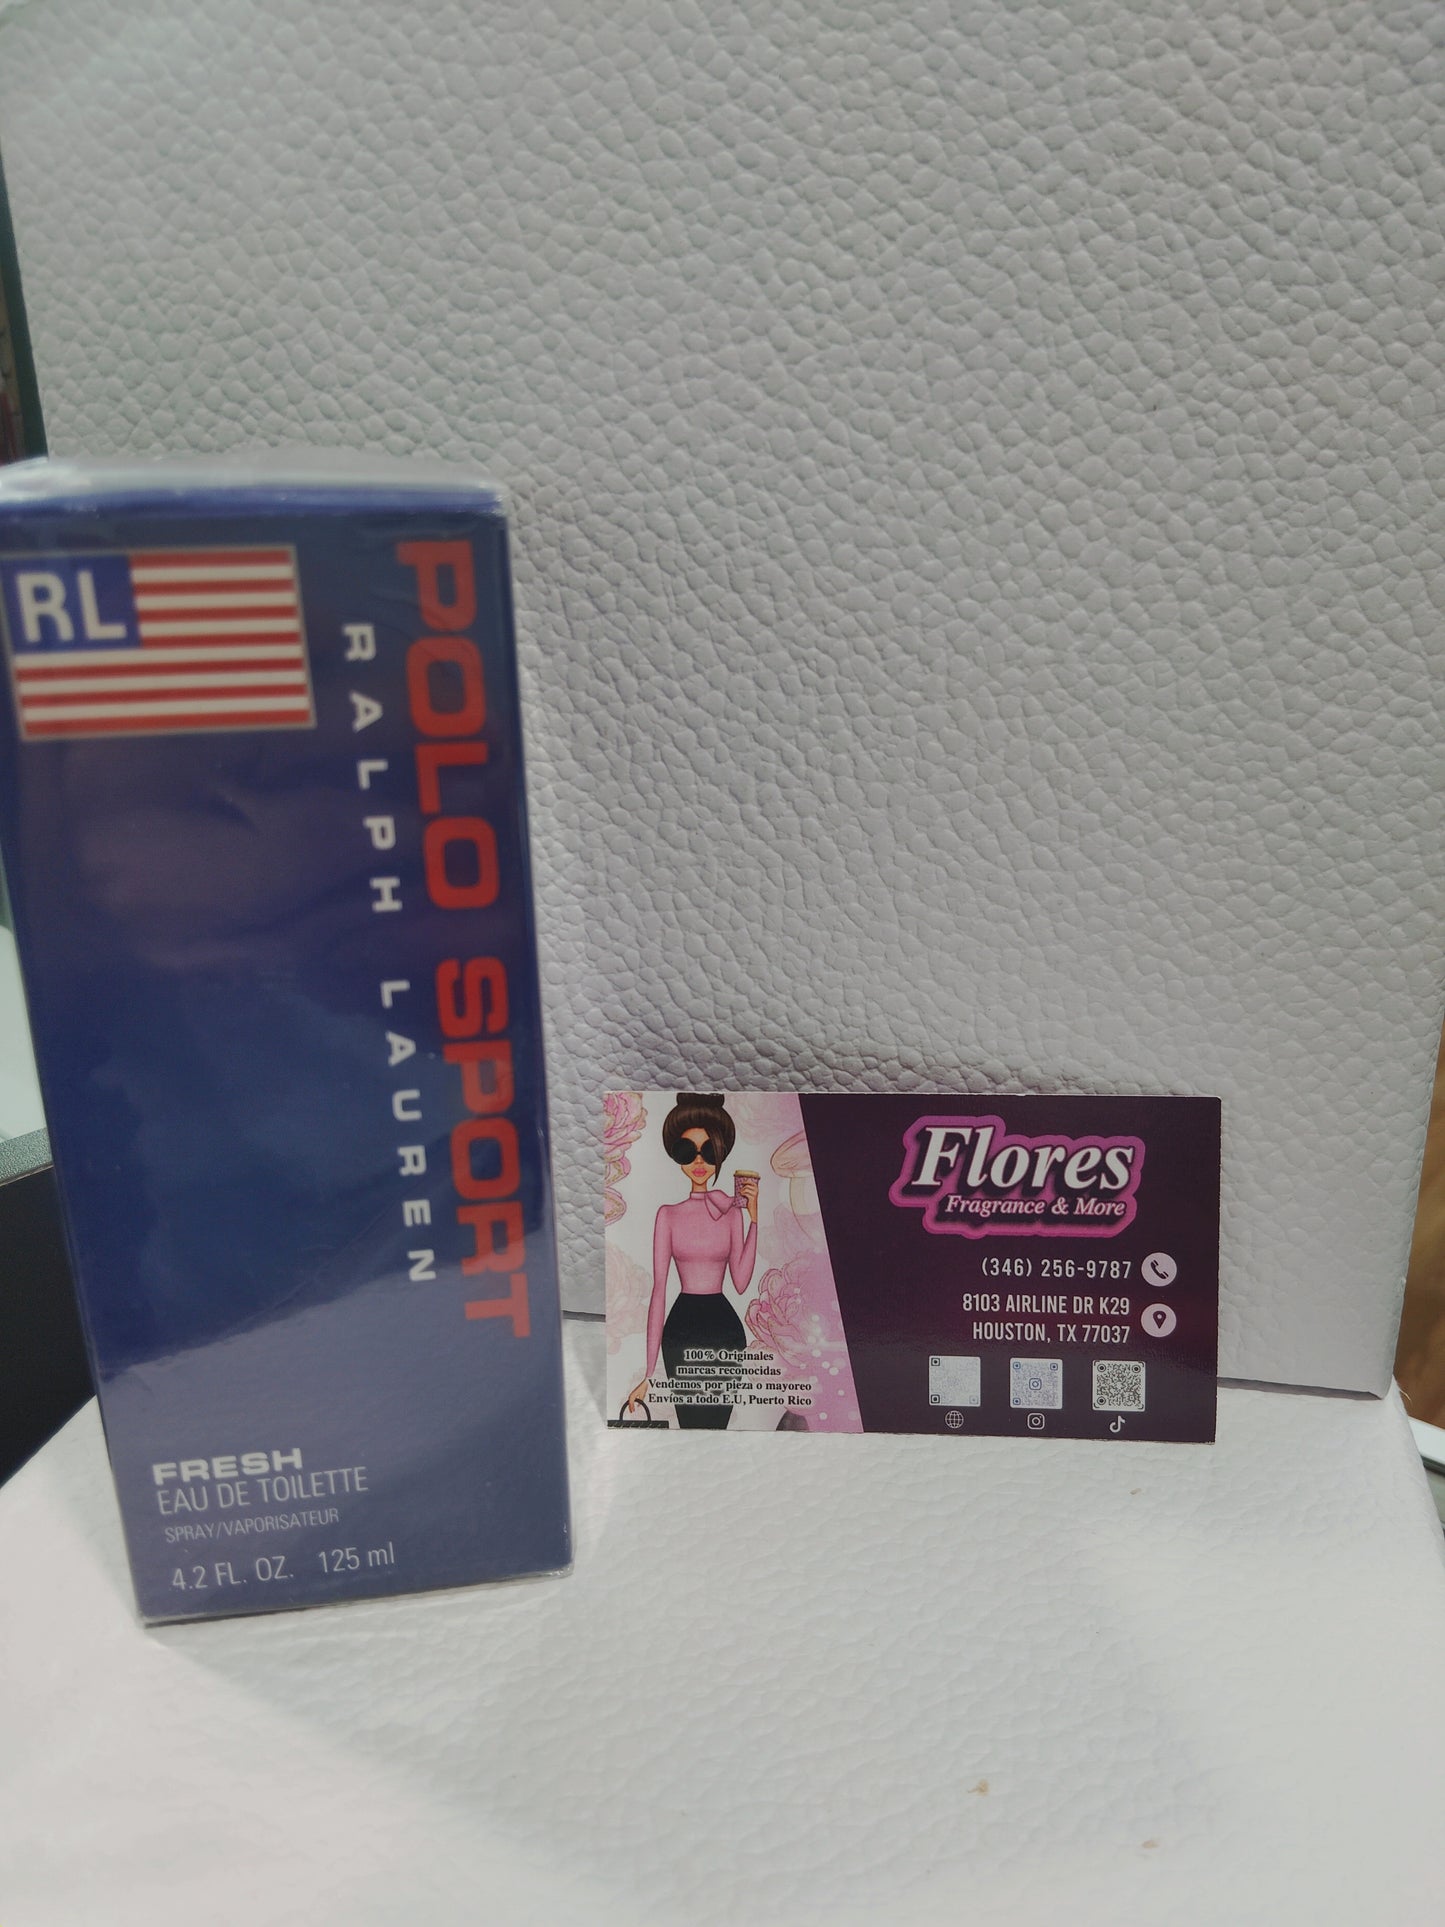 RL
POLO SPORT
RALPH LAUREN
FRESH
EAU DE TOILETTE
SPRAY/VAPORISATEUR
4.2 FL. OZ. 125 ml
Flores
Fragrance & More
(346) 256-9787
8103 AIRLINE DR K29
HOUSTON, TX 77037
100% Originales
marcas reconocidas
Vendemos por pieza o mayoreo
Envíos a todo E.U, Puerto Rico